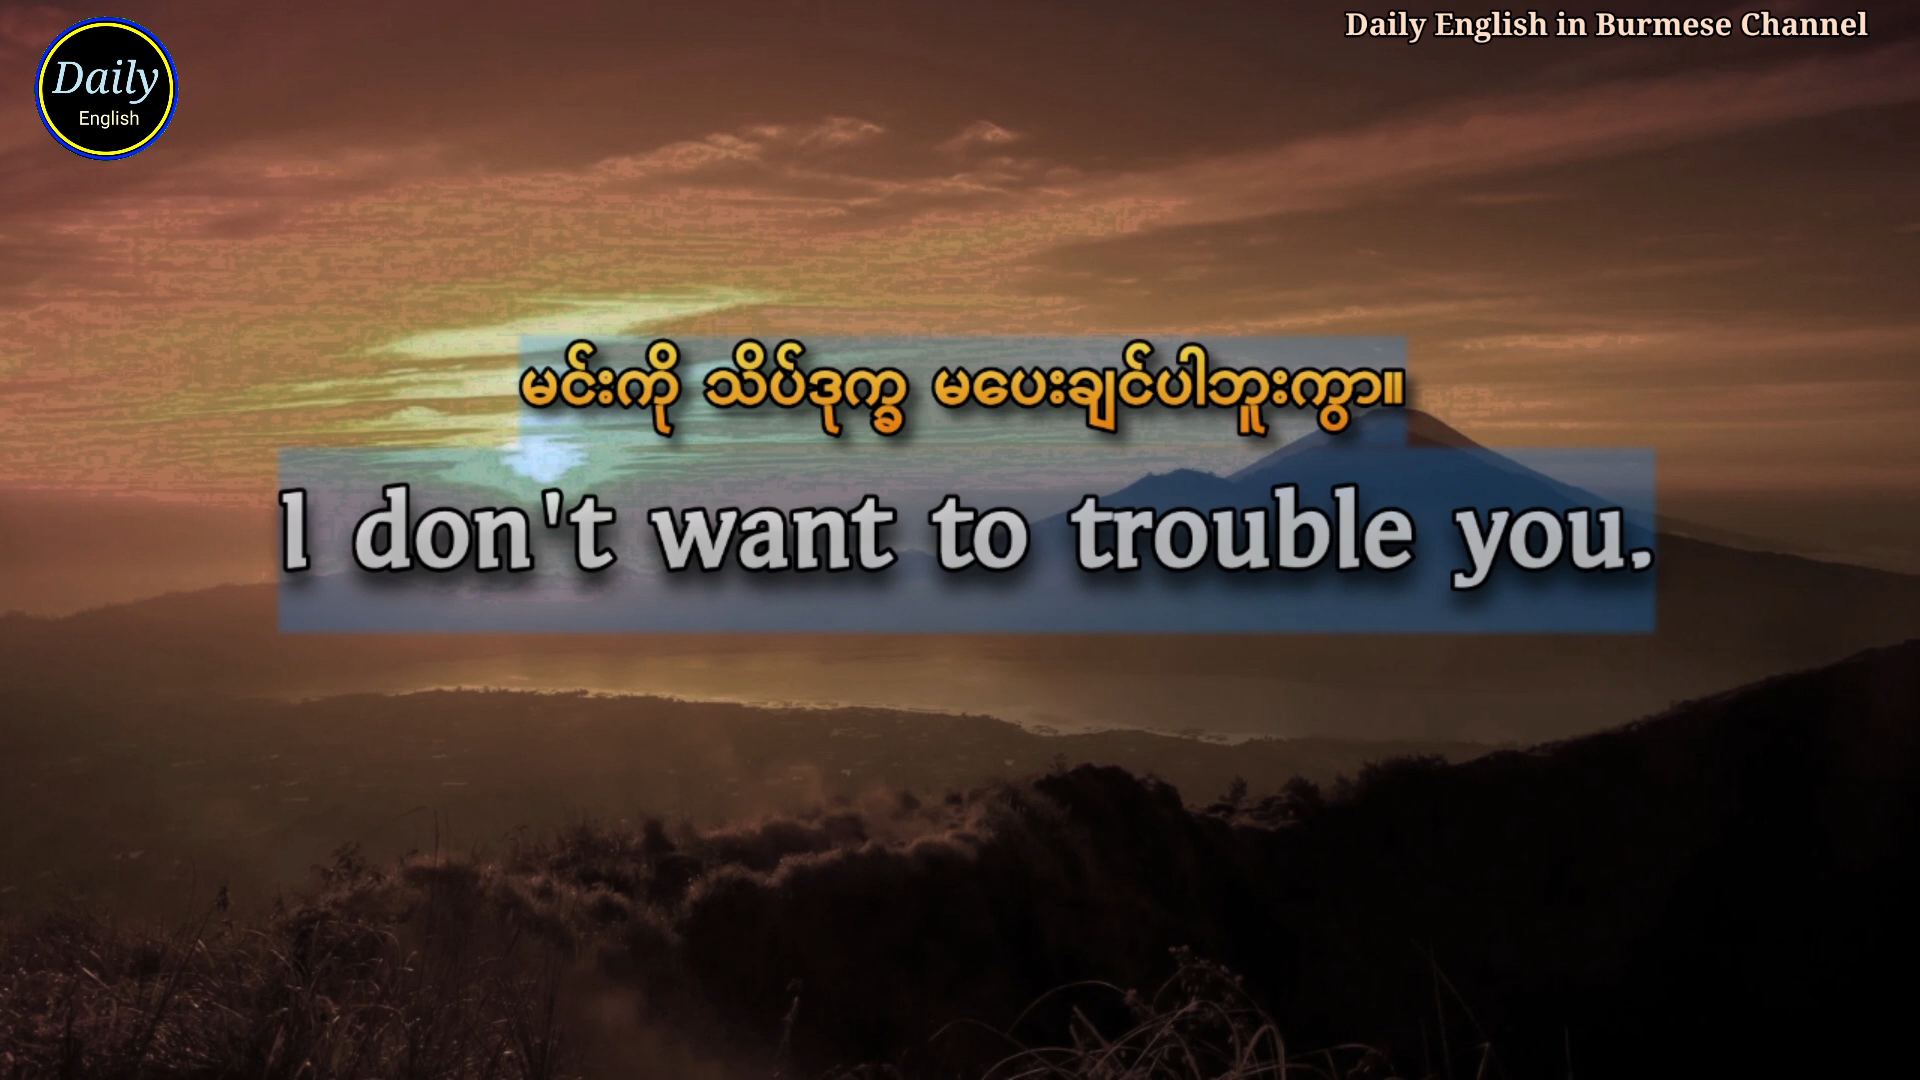 Daily English in Burmese Channel
Daily
English
မင်းကို သိပ်ဒုက္ခ မပေးချင်ပါဘူးကွာ။
I don't want to trouble you.